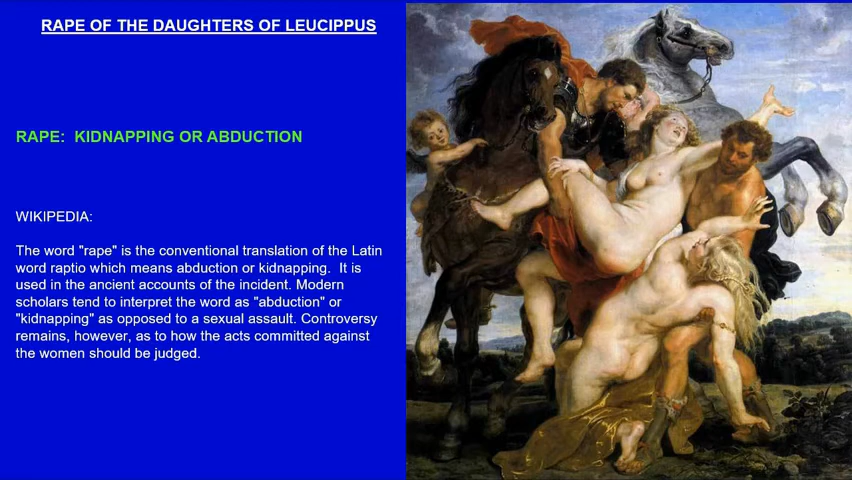 RAPE OF THE DAUGHTERS OF LEUCIPPUS
RAPE:  KIDNAPPING OR ABDUCTION
WIKIPEDIA:
The word "rape" is the conventional translation of the Latin
word raptio which means abduction or kidnapping.  It is
used in the ancient accounts of the incident. Modern
scholars tend to interpret the word as "abduction" or
"kidnapping" as opposed to a sexual assault. Controversy
remains, however, as to how the acts committed against
the women should be judged.